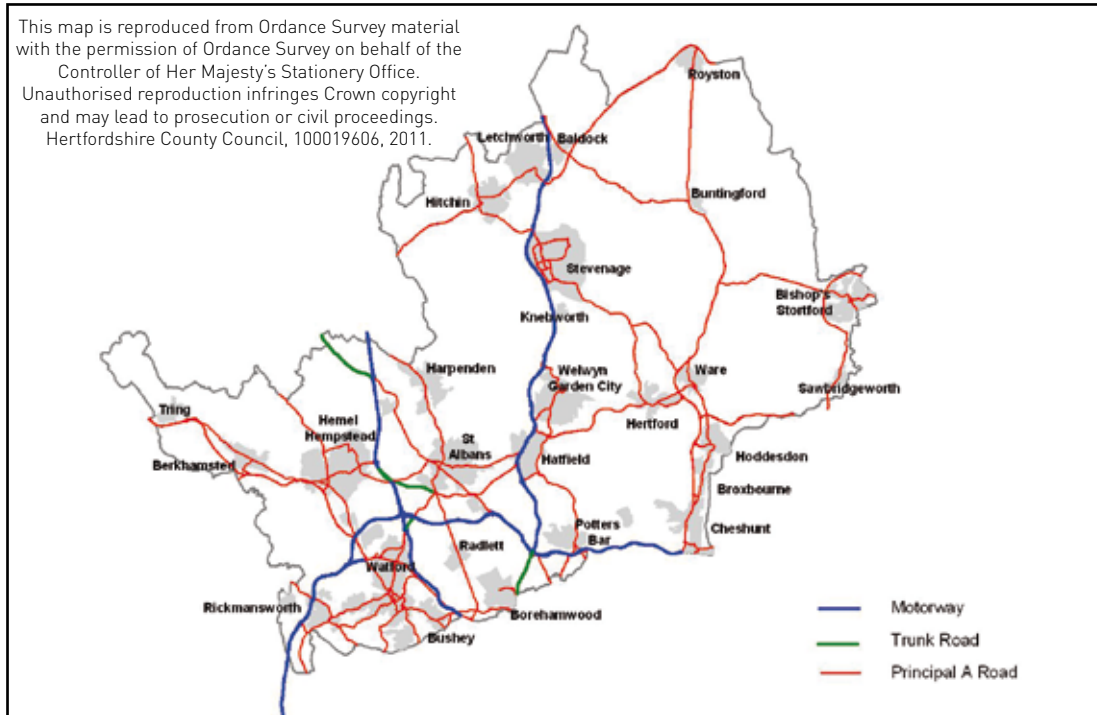 This map is reproduced from Ordance Survey material
with the permission of Ordance Survey on behalf of the
Controller of Her Majesty's Stationery Office.
Unauthorised reproduction infringes Crown copyright
and may lead to prosecution or civil proceedings.
Hertfordshire County Council, 100019606, 2011.
Royston
Letchworth
Baldock
Buntingford
Hitchin
Stevenage
Bishop's
Stortford
Knebworth
Harpenden
Welwyn
Garden City
Ware
Sawbridgeworth
Tring
Hemel
Hempstead
Hertford
St
Albans
Berkhamsted
Hatfield
Hoddesdon
Broxbourne
Potters
Bar
Cheshunt
Radlett
Watford
Rickmansworth
Borehamwood
Bushey
Motorway
Trunk Road
Principal A Road